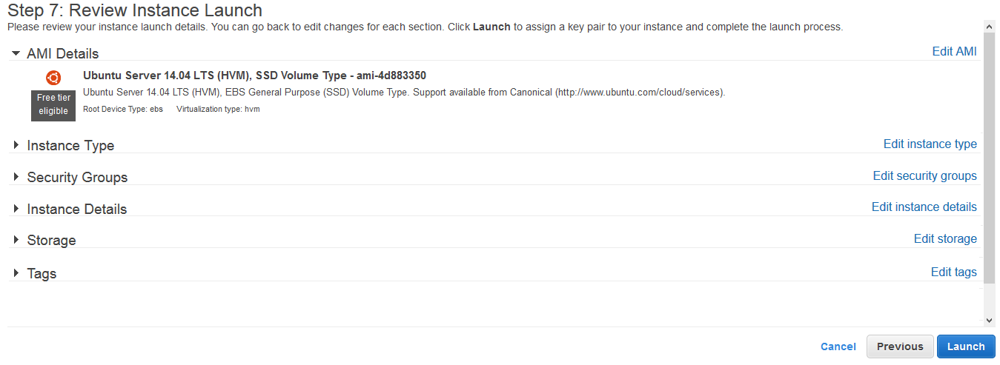 Step 7: Review Instance Launch
Please review your instance launch details. You can go back to edit changes for each section. Click Launch to assign a key pair to your instance and complete the launch process.
AMI Details
Edit AMI
Ubuntu Server 14.04 LTS (HVM), SSD Volume Type - ami-4d883350
Free tier
eligible
Ubuntu Server 14.04 LTS (HVM), EBS General Purpose (SSD) Volume Type. Support available from Canonical (http://www.ubuntu.com/cloud/services).
Root Device Type: ebs Virtualization type: hvm
Instance Type
Edit instance type
Security Groups
Edit security groups
Instance Details
Edit instance details
Storage
Edit storage
Tags
Edit tags
Cancel
Previous
Launch